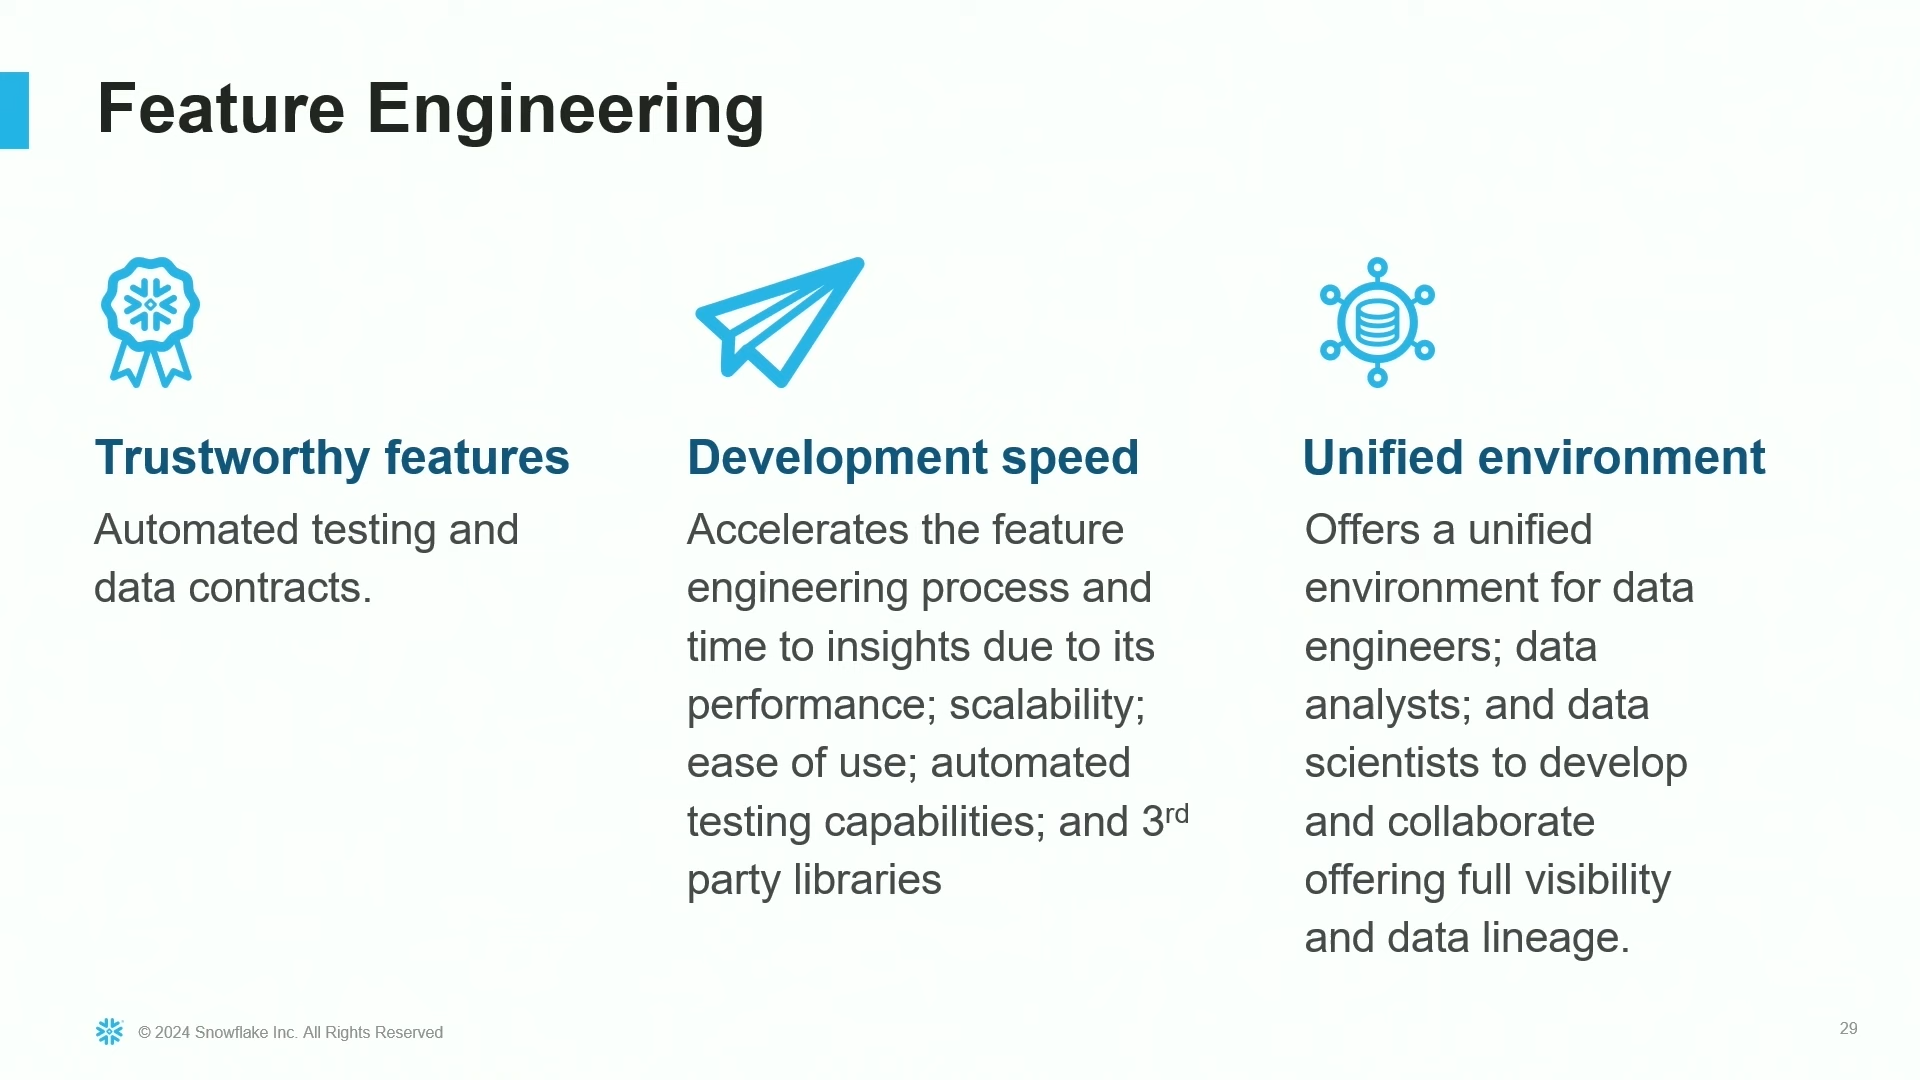 Feature Engineering
Trustworthy features
Automated testing and
data contracts.
Development speed
Accelerates the feature
engineering process and
time to insights due to its
performance; scalability;
ease of use; automated
testing capabilities; and 3rd
party libraries
Unified environment
Offers a unified
environment for data
engineers; data
analysts; and data
scientists to develop
and collaborate
offering full visibility
and data lineage.
© 2024 Snowflake Inc. All Rights Reserved
29